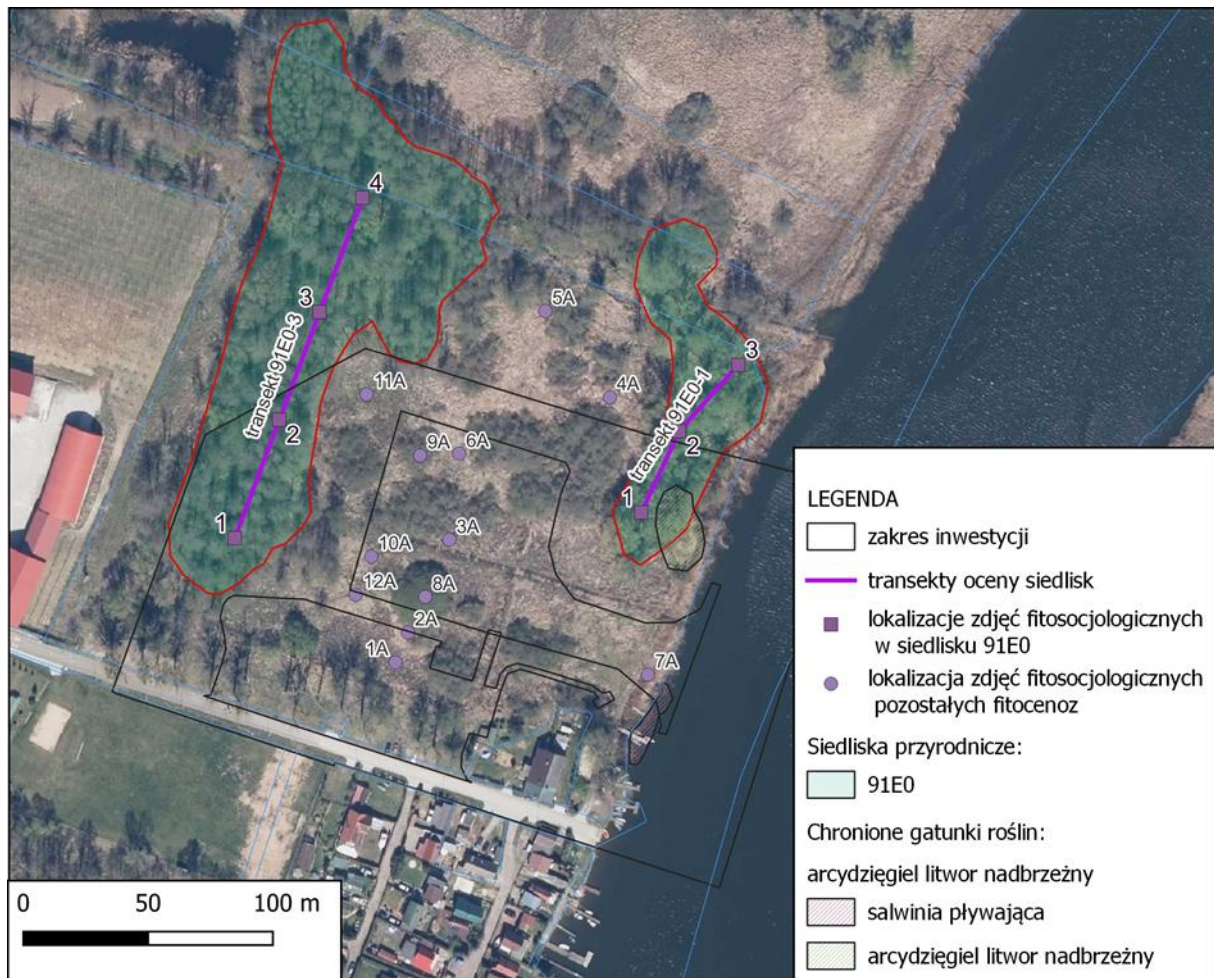 4
3
transekt 91E0-3
2
1
5A
4A
11A
9A
6A
3A
10A
12A
8A
2A
1A
7A
3
transekt 91E0-1
2
1
LEGENDA
zakres inwestycji
transekty oceny siedlisk
lokalizacje zdjęć fitosocjologicznych
w siedlisku 91E0
lokalizacja zdjęć fitosocjologicznych
pozostałych fitocenoz
Siedliska przyrodnicze:
91E0
Chronione gatunki roślin:
arcydzięgiel litwor nadbrzeżny
salwinia pływająca
arcydzięgiel litwor nadbrzeżny
0 50 100 m